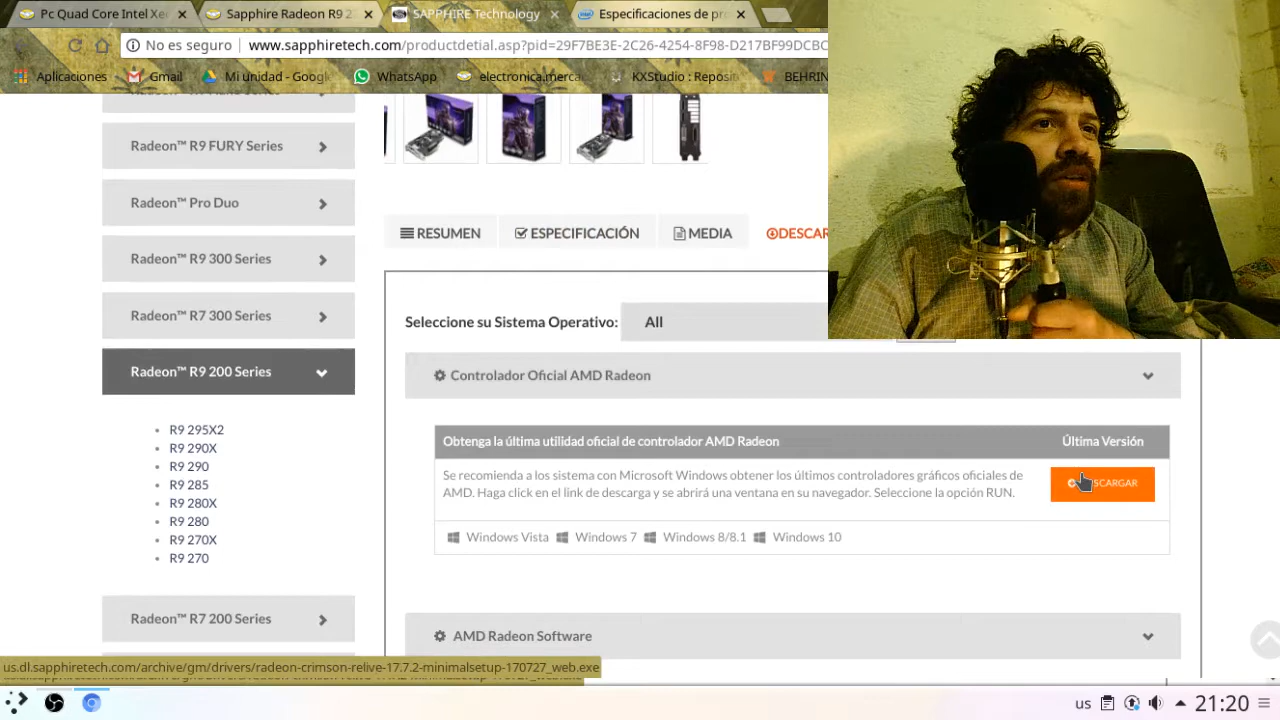 Pc Quad Core Intel Xe
Sapphire Radeon R9 2
SAPPHIRE Technology
Especificaciones de pr
No es seguro
www.sapphiretech.com/productdetial.asp?pid=29F7BE3E-2C26-4254-8F98-D217BF99DCBC
Aplicaciones
Gmail
Mi unidad - Google
WhatsApp
electronica.merca
KXStudio : Reposit
BEHRIN
Radeon™ R9 FURY Series
Radeon™ Pro Duo
Radeon™ R9 300 Series
Radeon™ R7 300 Series
Radeon™ R9 200 Series
R9 295X2
R9 290X
R9 290
R9 285
R9 280X
R9 280
R9 270X
R9 270
Radeon™ R7 200 Series
RESUMEN
ESPECIFICACIÓN
MEDIA
DESCAR
Seleccione su Sistema Operativo:
All
Controlador Oficial AMD Radeon
Obtenga la última utilidad oficial de controlador AMD Radeon
Última Versión
Se recomienda a los sistema con Microsoft Windows obtener los últimos controladores gráficos oficiales de
AMD. Haga click en el link de descarga y se abrirá una ventana en su navegador. Seleccione la opción RUN.
SCARGAR
Windows Vista
Windows 7
Windows 8/8.1
Windows 10
AMD Radeon Software
us.dl.sapphiretech.com/archive/gm/drivers/radeon-crimson-relive-17.7.2-minimalsetup-170727_web.exe
us
21:20